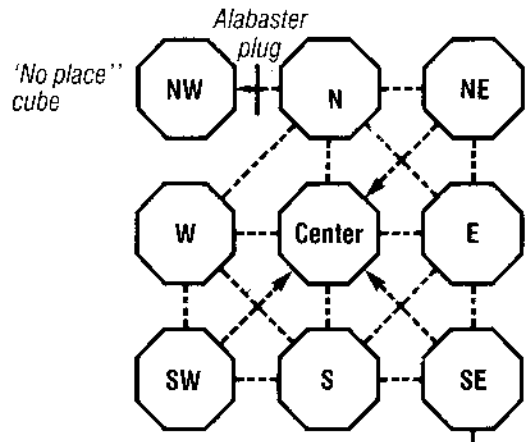 Alabaster
plug
'No place''
cube
NW
N
NE
W
Center
E
SW
S
SE